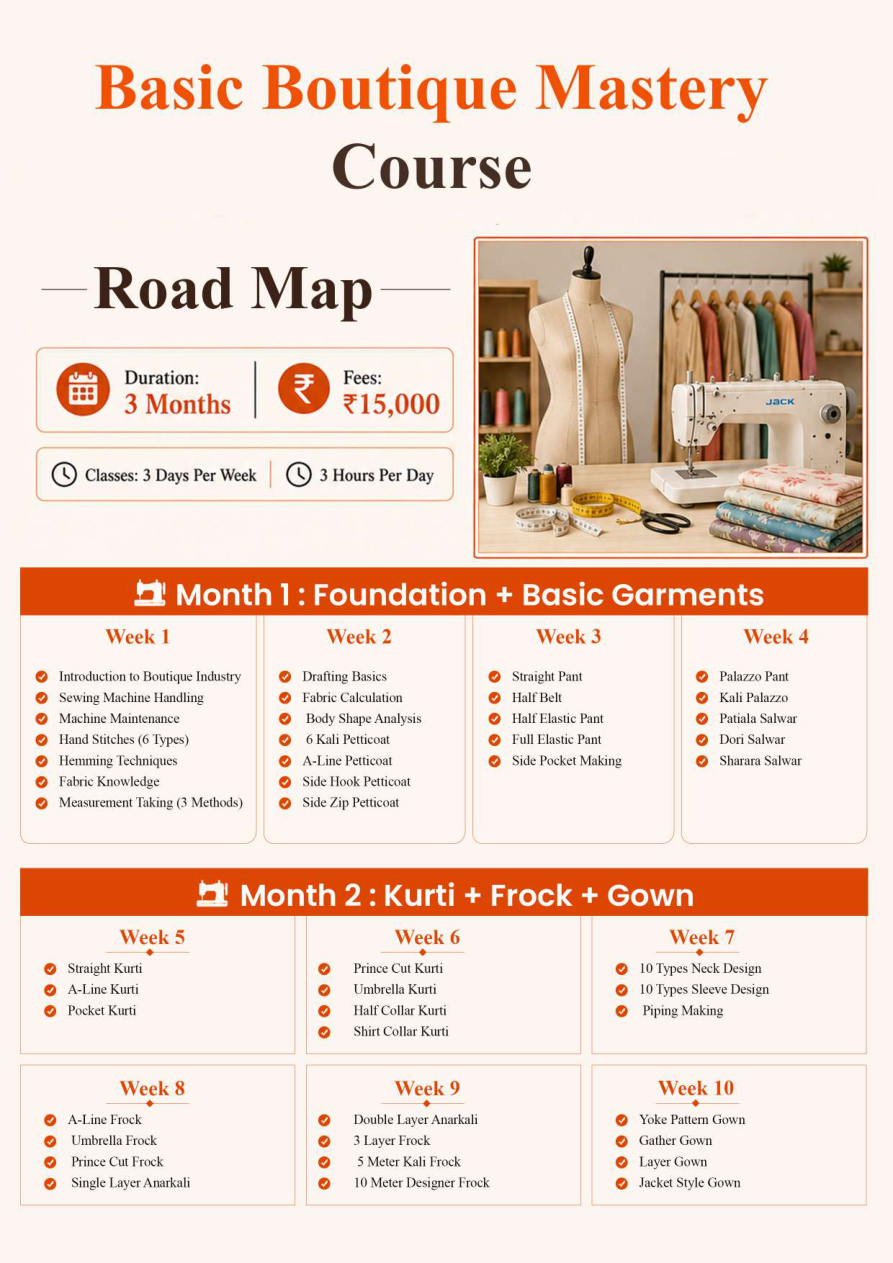 Basic Boutique Mastery
Course
Road Map
Duration:
3 Months
Fees:
₹15,000
Classes: 3 Days Per Week
3 Hours Per Day
JACK
Month 1 : Foundation + Basic Garments
Week 1
Introduction to Boutique Industry
Sewing Machine Handling
Machine Maintenance
Hand Stitches (6 Types)
Hemming Techniques
Fabric Knowledge
Measurement Taking (3 Methods)
Week 2
Drafting Basics
Fabric Calculation
Body Shape Analysis
6 Kali Petticoat
A-Line Petticoat
Side Hook Petticoat
Side Zip Petticoat
Week 3
Straight Pant
Half Belt
Half Elastic Pant
Full Elastic Pant
Side Pocket Making
Week 4
Palazzo Pant
Kali Palazzo
Patiala Salwar
Dori Salwar
Sharara Salwar
Month 2 : Kurti + Frock + Gown
Week 5
Straight Kurti
A-Line Kurti
Pocket Kurti
Week 6
Prince Cut Kurti
Umbrella Kurti
Half Collar Kurti
Shirt Collar Kurti
Week 7
10 Types Neck Design
10 Types Sleeve Design
Piping Making
Week 8
A-Line Frock
Umbrella Frock
Prince Cut Frock
Single Layer Anarkali
Week 9
Double Layer Anarkali
3 Layer Frock
5 Meter Kali Frock
10 Meter Designer Frock
Week 10
Yoke Pattern Gown
Gather Gown
Layer Gown
Jacket Style Gown